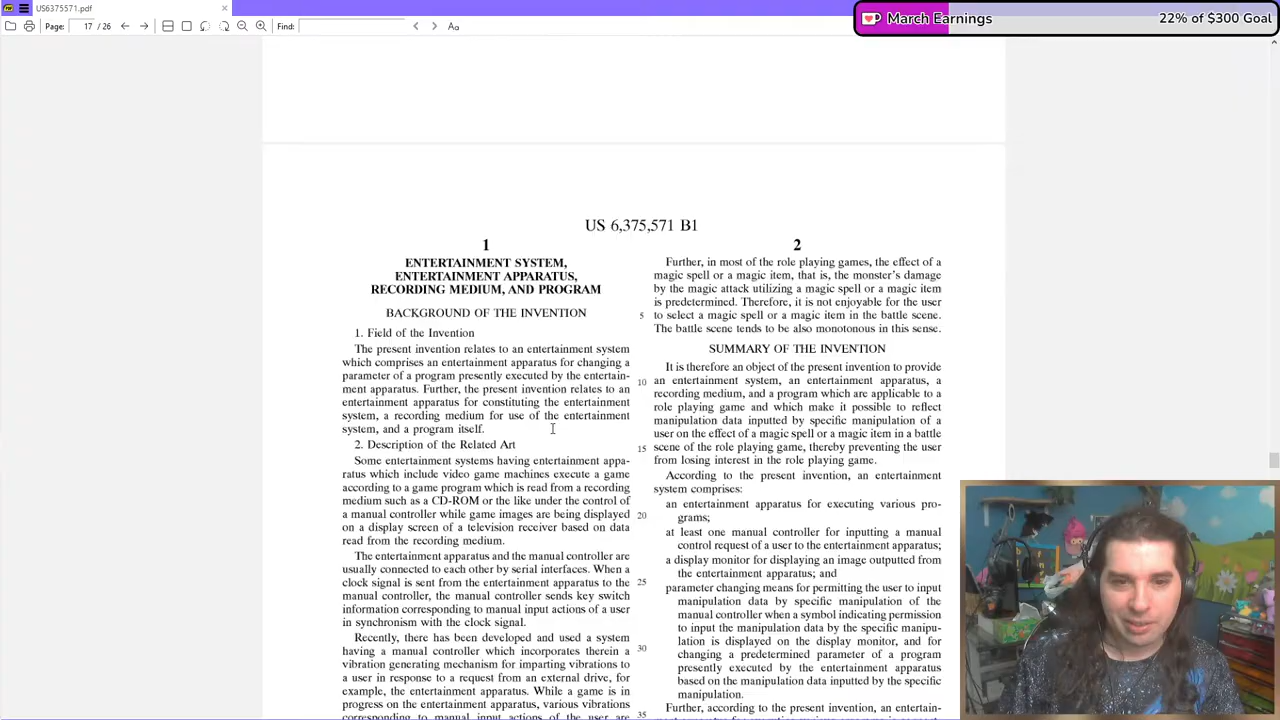 US6375571.pdf
March Earnings
22% of $300 Goal
Page: 17 / 26
Find:
Aa
US 6,375,571 B1
1
ENTERTAINMENT SYSTEM,
ENTERTAINMENT APPARATUS,
RECORDING MEDIUM, AND PROGRAM
BACKGROUND OF THE INVENTION
1. Field of the Invention
The present invention relates to an entertainment system
which comprises an entertainment apparatus for changing a
parameter of a program presently executed by the entertain-
ment apparatus. Further, the present invention relates to an
entertainment apparatus for constituting the entertainment
system, a recording medium for use of the entertainment
system, and a program itself.
2. Description of the Related Art
Some entertainment systems having entertainment appa-
ratus which include video game machines execute a game
according to a game program which is read from a recording
medium such as a CD-ROM or the like under the control of
a manual controller while game images are being displayed
on a display screen of a television receiver based on data
read from the recording medium.
The entertainment apparatus and the manual controller are
usually connected to each other by serial interfaces. When a
clock signal is sent from the entertainment apparatus to the
manual controller, the manual controller sends key switch
information corresponding to manual input actions of a user
in synchronism with the clock signal.
Recently, there has been developed and used a system
having a manual controller which incorporates therein a
vibration generating mechanism for imparting vibrations to
a user in response to a request from an external drive, for
example, the entertainment apparatus. While a game is in
progress on the entertainment apparatus, various vibrations
corresponding to manual input actions of the user are
5
10
15
20
25
30
35
2
Further, in most of the role playing games, the effect of a
magic spell or a magic item, that is, the monster's damage
by the magic attack utilizing a magic spell or a magic item
is predetermined. Therefore, it is not enjoyable for the user
to select a magic spell or a magic item in the battle scene.
The battle scene tends to be also monotonous in this sense.
SUMMARY OF THE INVENTION
It is therefore an object of the present invention to provide
an entertainment system, an entertainment apparatus, a
recording medium, and a program which are applicable to a
role playing game and which make it possible to reflect
manipulation data inputted by specific manipulation of a
user on the effect of a magic spell or a magic item in a battle
scene of the role playing game, thereby preventing the user
from losing interest in the role playing game.
According to the present invention, an entertainment
system comprises:
an entertainment apparatus for executing various pro-
grams;
at least one manual controller for inputting a manual
control request of a user to the entertainment apparatus;
a display monitor for displaying an image outputted from
the entertainment apparatus; and
parameter changing means for permitting the user to input
manipulation data by specific manipulation of the
manual controller when a symbol indicating permission
to input the manipulation data by the specific manipu-
lation is displayed on the display monitor, and for
changing a predetermined parameter of a program
presently executed by the entertainment apparatus
based on the manipulation data inputted by the specific
manipulation.
Further, according to the present invention, an entertain-